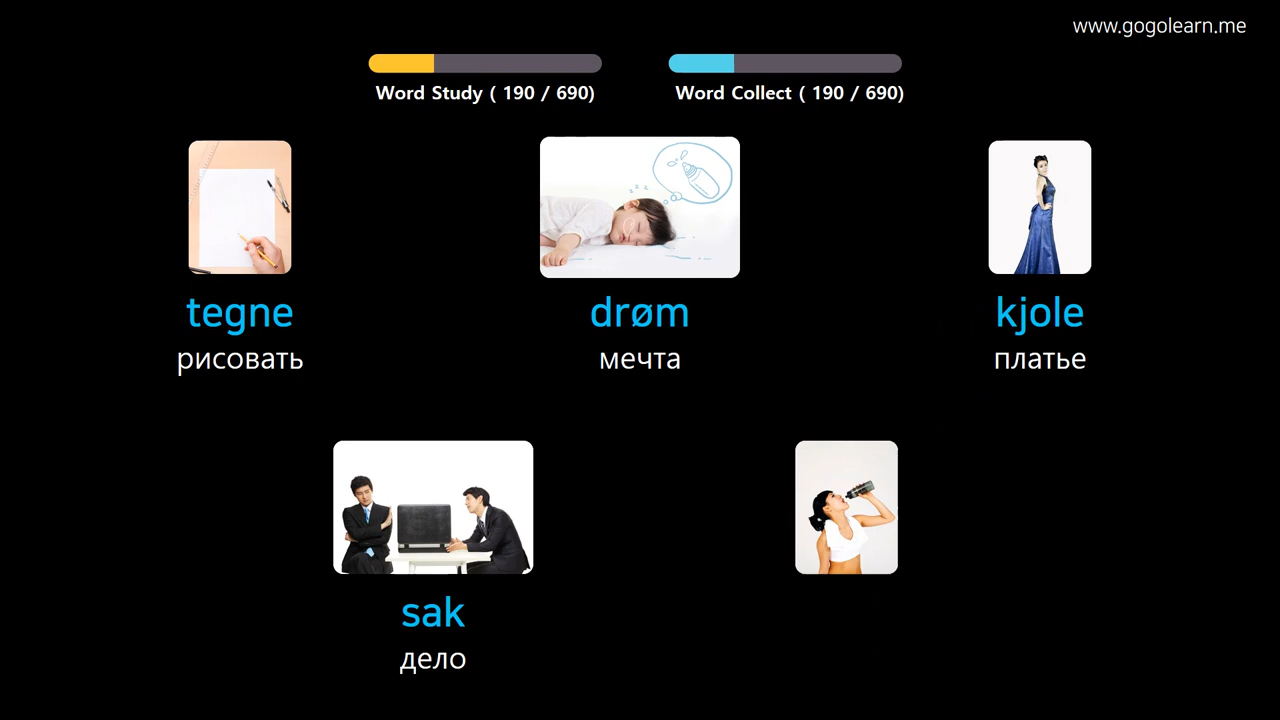 www.gogolearn.me
Word Study ( 190 / 690)
Word Collect ( 190 / 690)
tegne
рисовать
drøm
мечта
kjole
платье
sak
дело